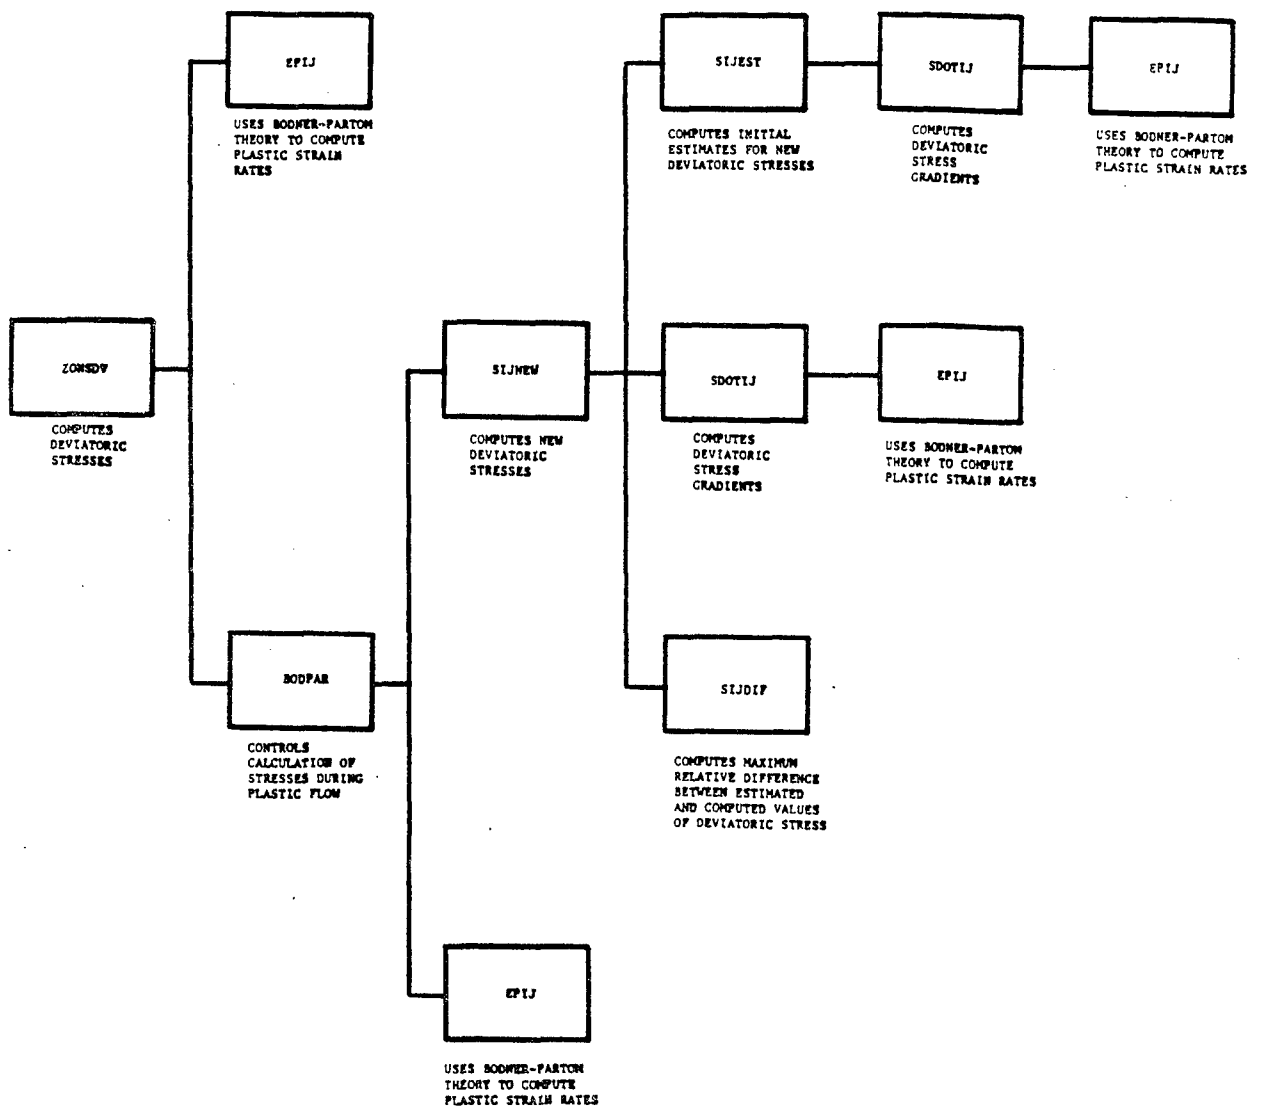 EPIJ
USES BODNER-PARTOM
THEORY TO COMPUTE
PLASTIC STRAIN
RATES
SIJEST
COMPUTES INITIAL
ESTIMATES FOR NEW
DEVIATORIC STRESSES
SDOTIJ
COMPUTES
DEVIATORIC
STRESS
GRADIENTS
EPIJ
USES BODNER-PARTOM
THEORY TO COMPUTE
PLASTIC STRAIN RATES
ZONSDV
COMPUTES
DEVIATORIC
STRESSES
SIJNEW
COMPUTES NEW
DEVIATORIC
STRESSES
SDOTIJ
COMPUTES
DEVIATORIC
STRESS
GRADIENTS
EPIJ
USES BODNER-PARTOM
THEORY TO COMPUTE
PLASTIC STRAIN RATES
BODPAR
CONTROLS
CALCULATION OF
STRESSES DURING
PLASTIC FLOW
SIJDIF
COMPUTES MAXIMUM
RELATIVE DIFFERENCE
BETWEEN ESTIMATED
AND COMPUTED VALUES
OF DEVIATORIC STRESS
EPIJ
USES BODNER-PARTOM
THEORY TO COMPUTE
PLASTIC STRAIN RATES